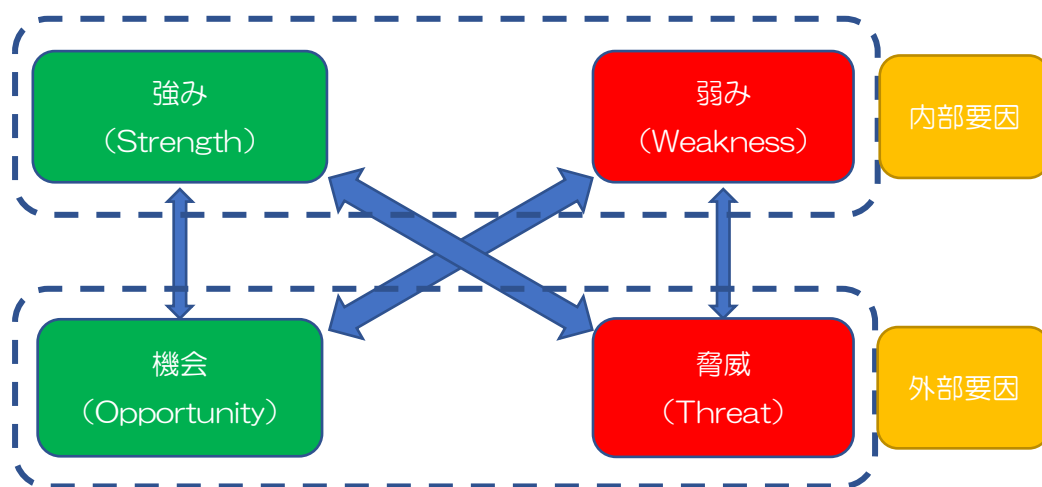 強み
（Strength）
弱み
（Weakness）
内部要因
機会
（Opportunity）
脅威
（Threat）
外部要因